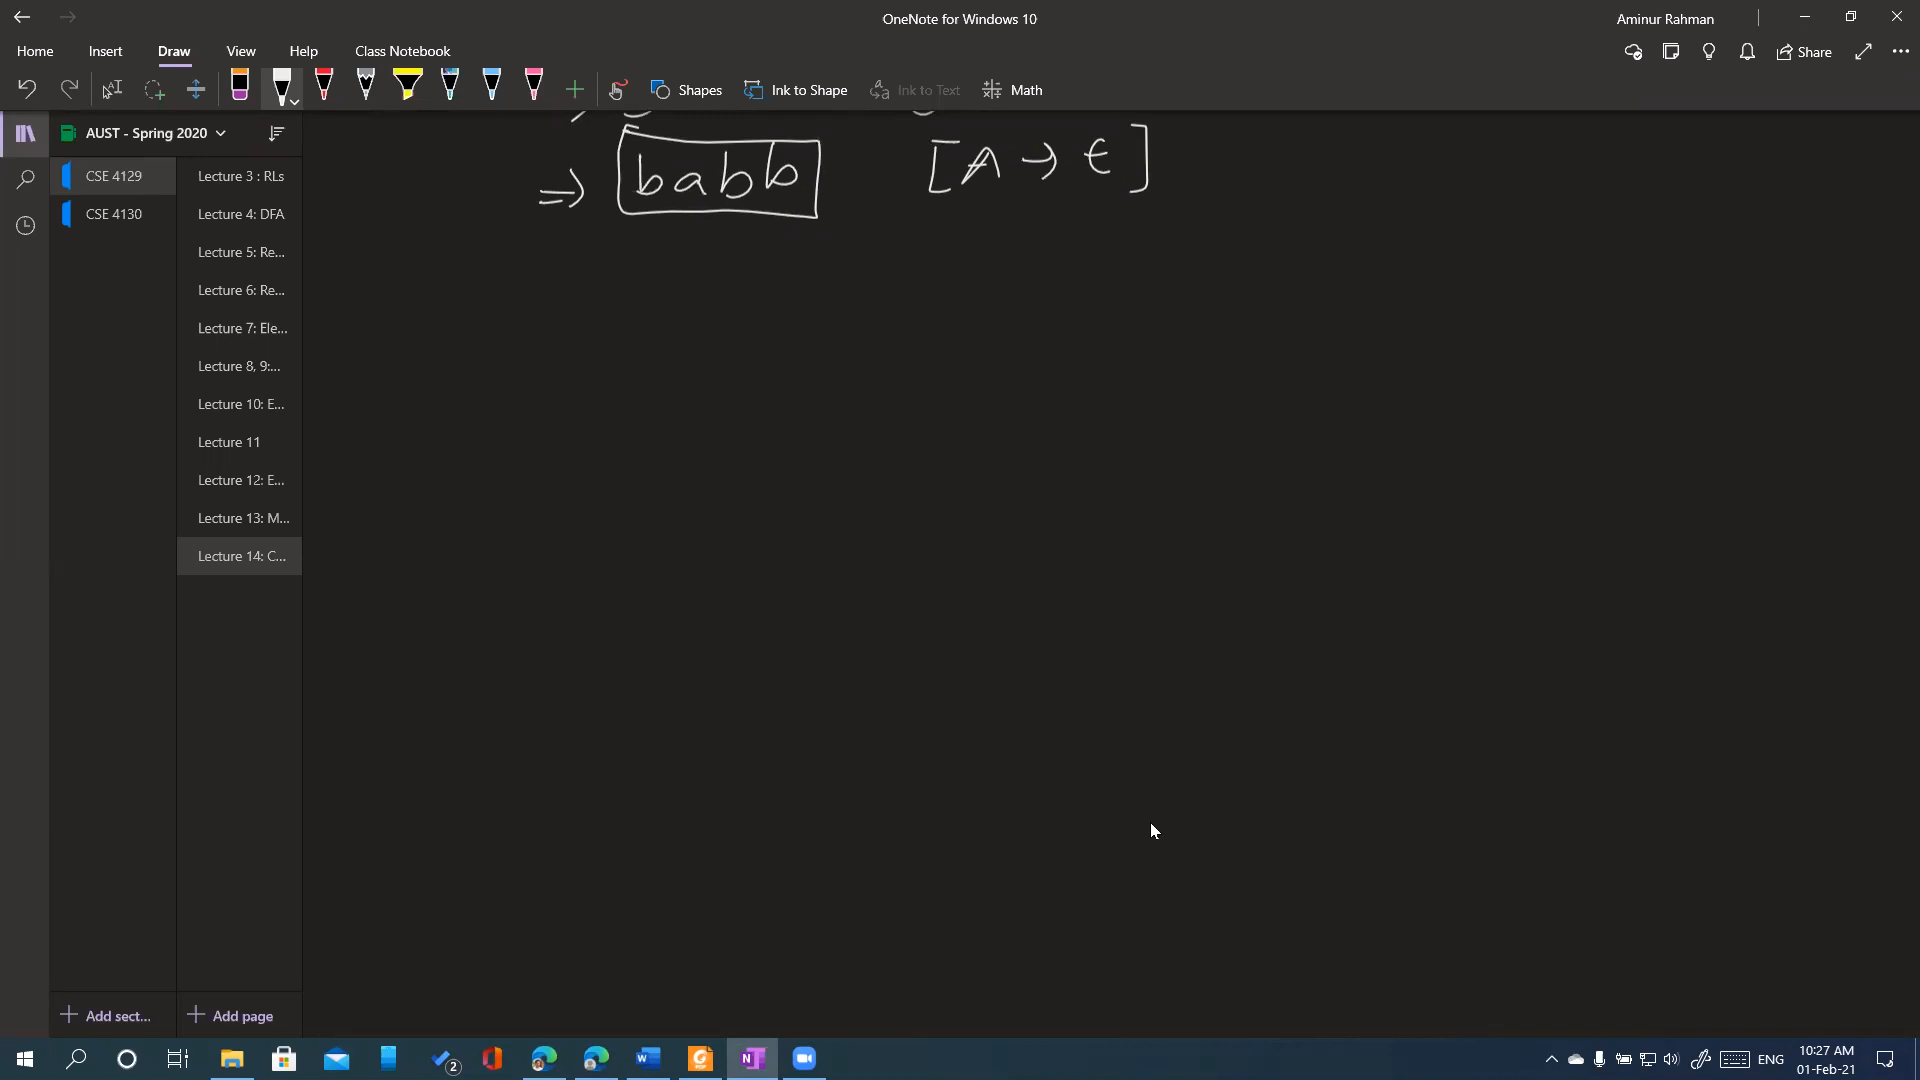 OneNote for Windows 10
Aminur Rahman
Home Insert Draw View Help Class Notebook
Share
Shapes Ink to Shape Ink to Text Math
AUST - Spring 2020
CSE 4129
CSE 4130
Lecture 3 : RLs
Lecture 4: DFA
Lecture 5: Re...
Lecture 6: Re...
Lecture 7: Ele...
Lecture 8, 9:...
Lecture 10: E...
Lecture 11
Lecture 12: E...
Lecture 13: M...
Lecture 14: C...
=> babb [A → ϵ]
Add sect...
Add page
2
ENG
10:27 AM
01-Feb-21